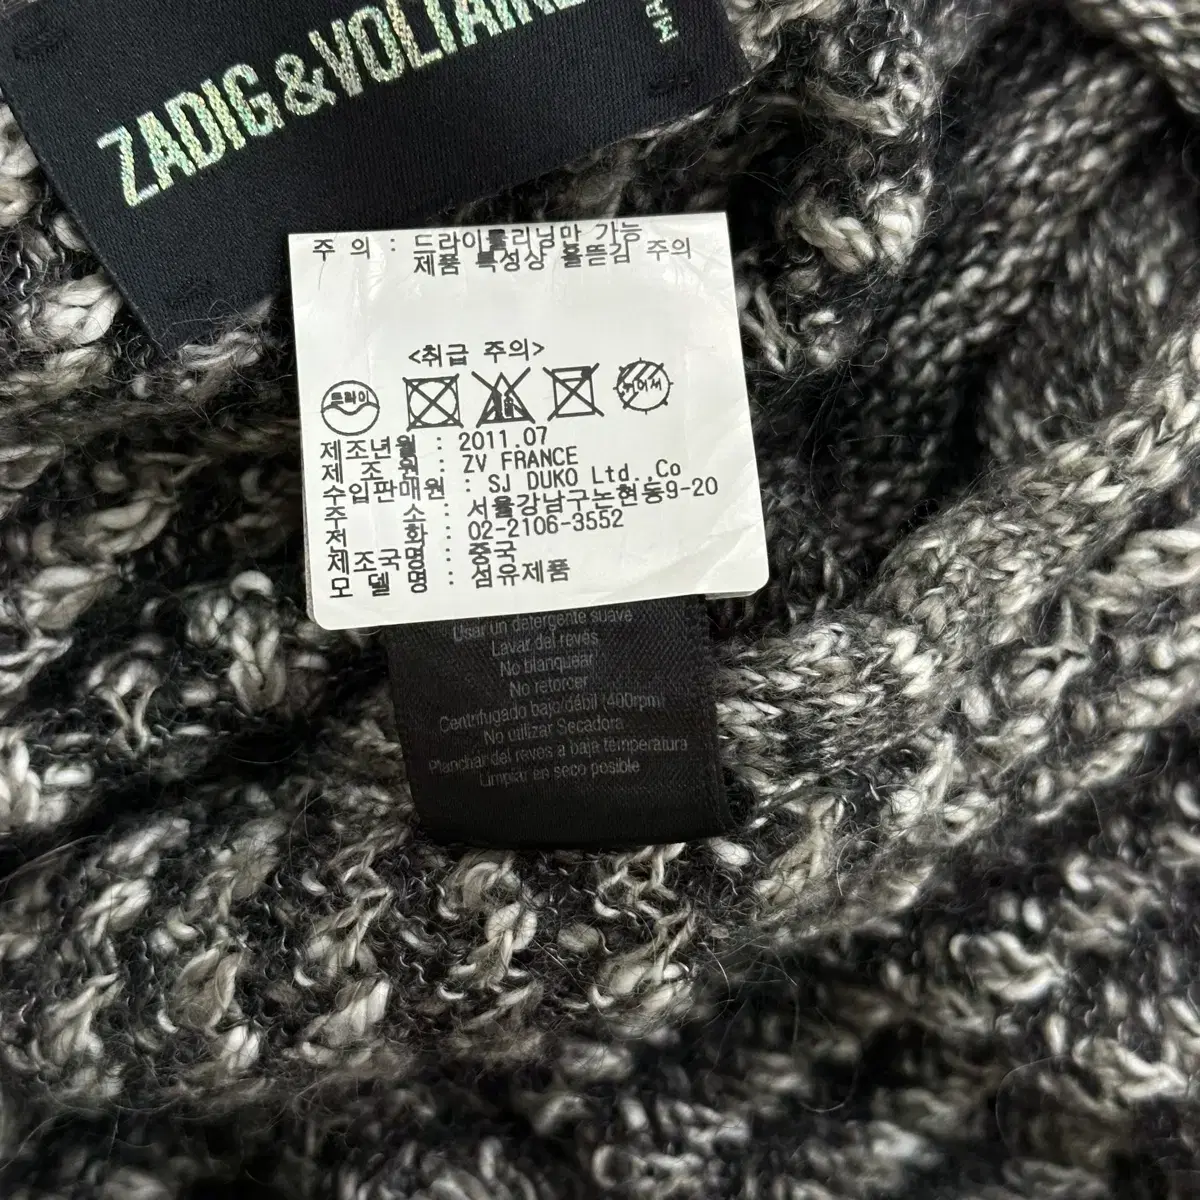 ZADIG & VOLTAIRE
주 의 : 드라이클리닝만 가능
제품 특성상 올뜯김 주의
<취급 주의>
드라이
뉘어서
제조년월 : 2011.07
제 조 원 : ZV FRANCE
수입판매원 : SJ DUKO Ltd.,Co
주 소 : 서울강남구논현동9-20
전 화 : 02-2106-3552
제조국명 : 중국
모 델 명 : 섬유제품
Usar un detergente suave
Lavar del revés
No blanquear
No retorcer
Centrifugado bajo/débil (400rpm)
No utilizar Secadora
Planchar del reves a baja temperatura
Limpiar en seco posible